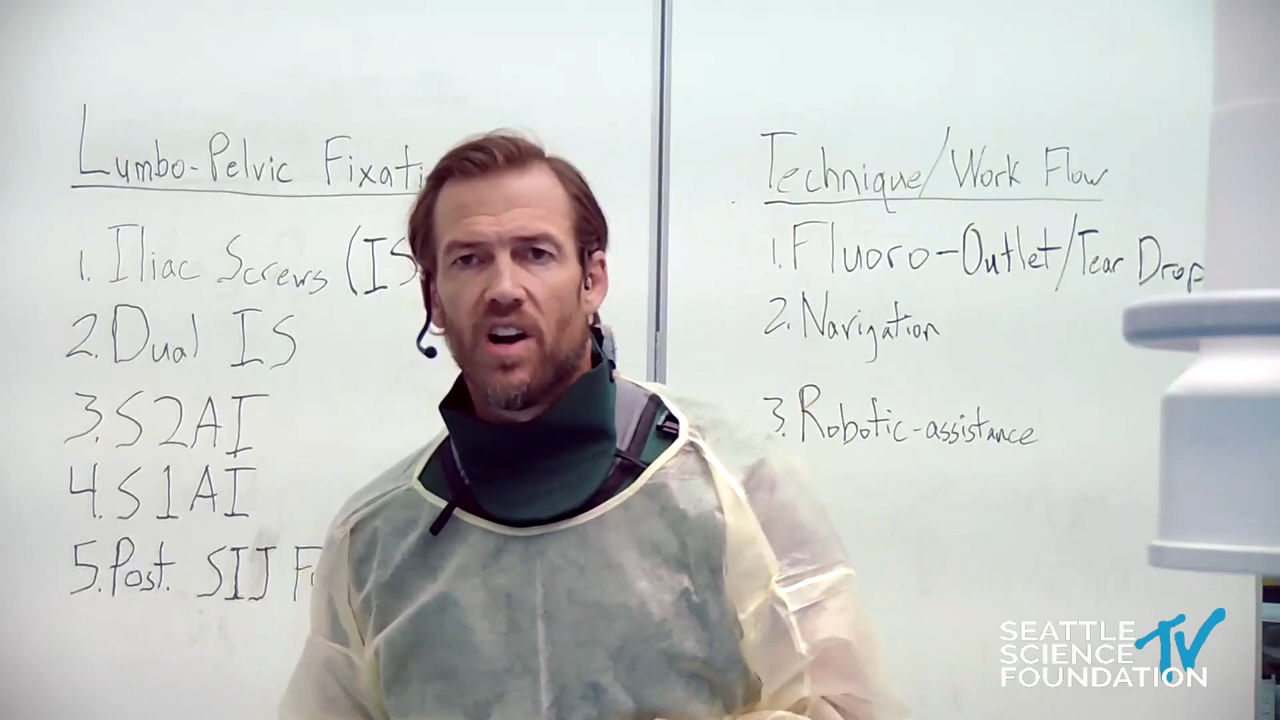 Lumbo-Pelvic Fixati
1. Iliac Screws (IS
2. Dual IS
3. S2AI
4. S1AI
5. Post. SIJ F
Technique/Work Flow
1. Fluoro-Outlet/Tear Drop
2. Navigation
3. Robotic-assistance
SEATTLE
SCIENCE
FOUNDATION
TV